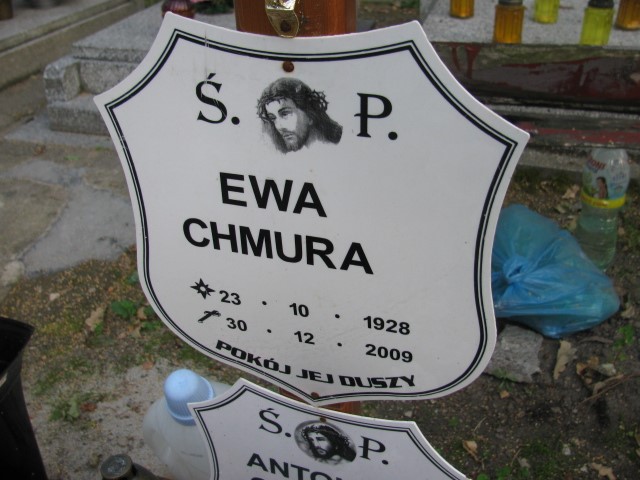 Ś. P.
EWA
CHMURA
23 · 10 · 1928
30 · 12 · 2009
POKÓJ JEJ DUSZY
Ś. P.